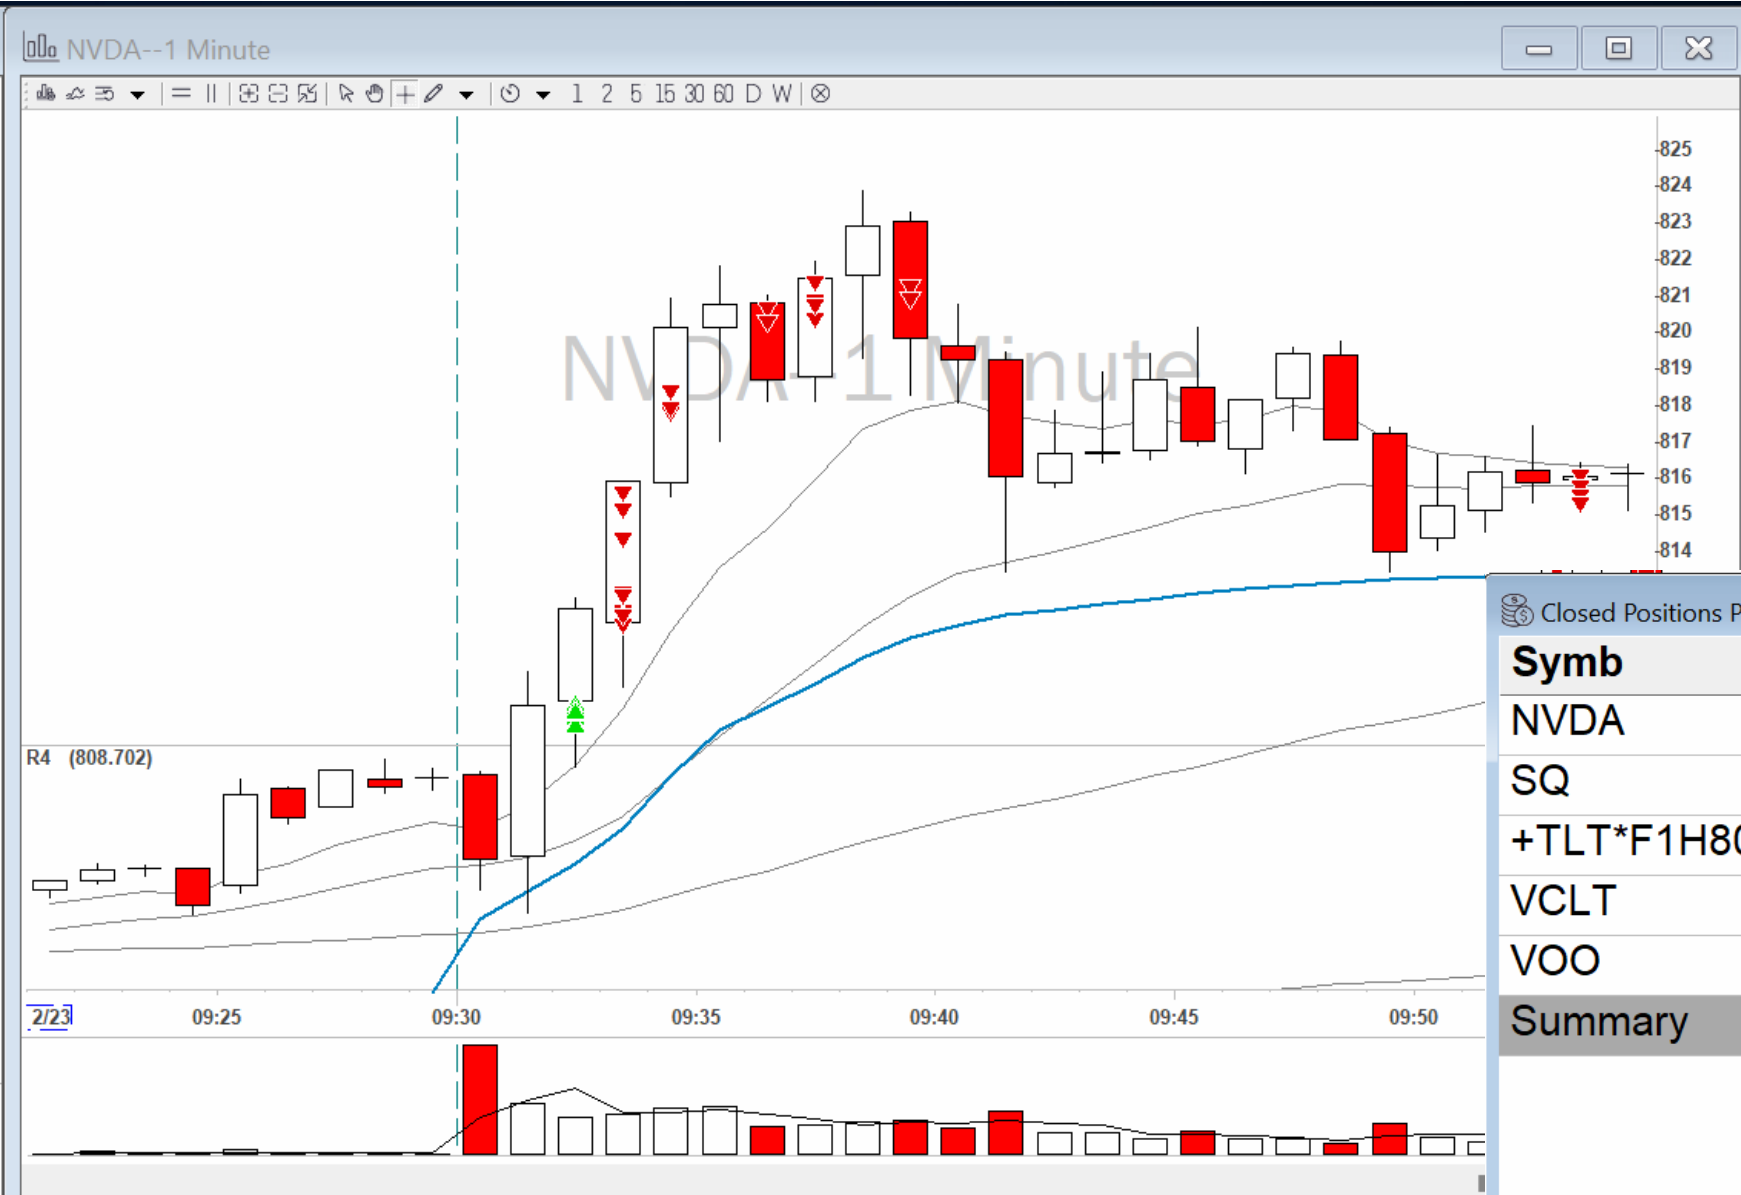 NVDA--1 Minute
1 2 5 15 30 60 D W
NVDA--1 Minute
825
824
823
822
821
820
819
818
817
816
815
814
R4 (808.702)
2/23 09:25 09:30 09:35 09:40 09:45 09:50
Closed Positions P
Symb
NVDA
SQ
+TLT*F1H80
VCLT
VOO
Summary